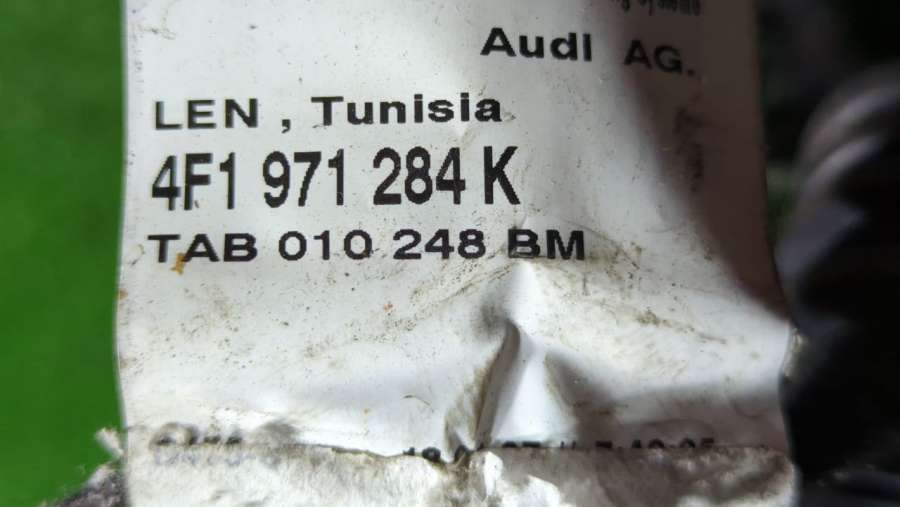 Audi AG.
LEN , Tunisia
4F1 971 284 K
TAB 010 248 BM